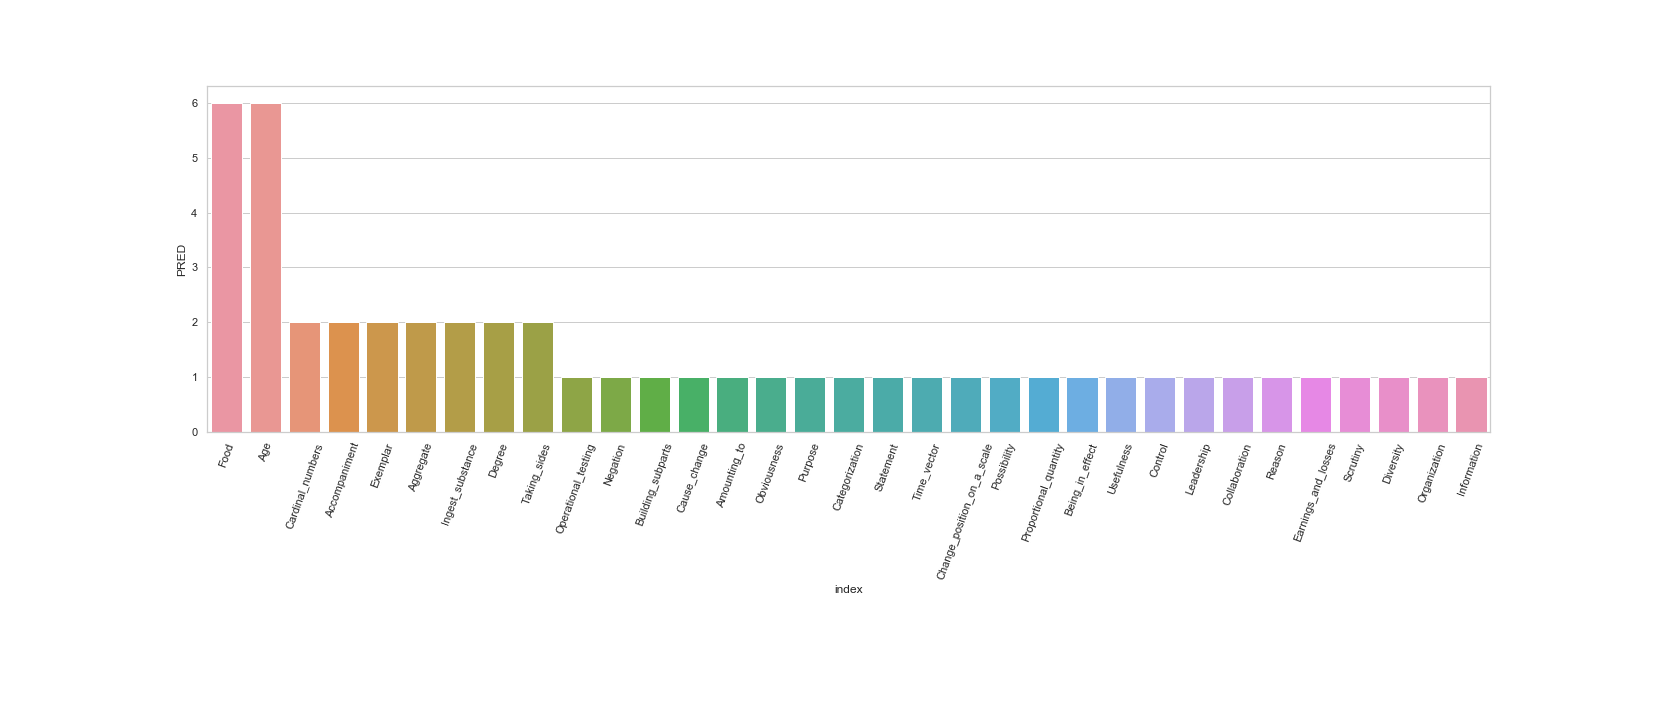 6
5
4
3
2
1
0
PRED
Food
Age
Cardinal_numbers
Accompaniment
Exemplar
Aggregate
Ingest_substance
Degree
Taking_sides
Operational_testing
Negation
Building_subparts
Cause_change
Amounting_to
Obviousness
Purpose
Categorization
Statement
Time_vector
Change_position_on_a_scale
Possibility
Proportional_quantity
Being_in_effect
Usefulness
Control
Leadership
Collaboration
Reason
Earnings_and_losses
Scrutiny
Diversity
Organization
Information
index